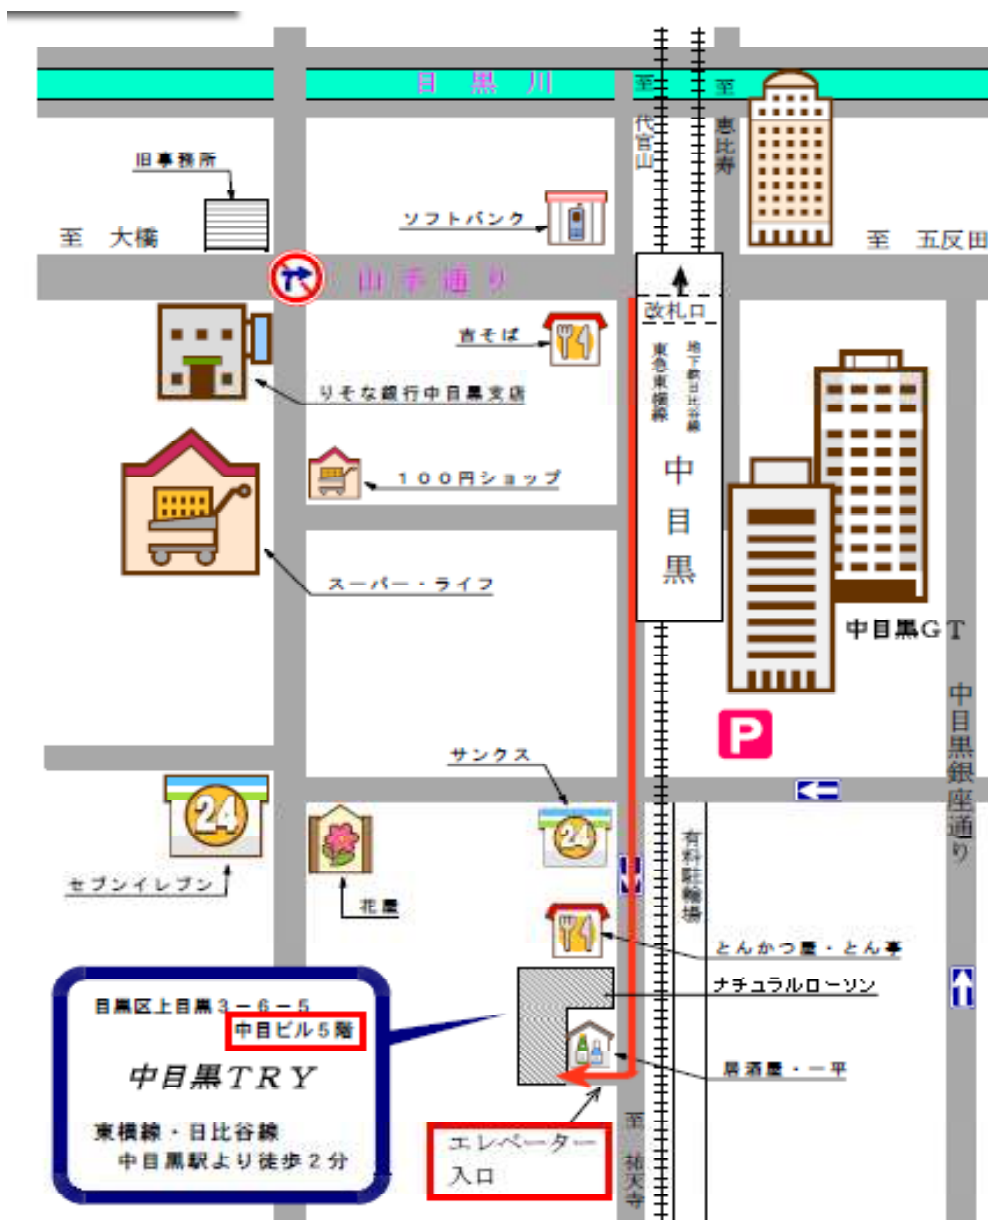 目黒川
至 代官山
至 恵比寿
旧事務所
ソフトバンク
至 大橋
至 五反田
山手通り
改札口
吉そば
東急東横線
地下鉄日比谷線
中目黒
りそな銀行中目黒支店
100円ショップ
スーパー・ライフ
中目黒GT
中目黒銀座通り
P
サンクス
24
24
セブンイレブン
花屋
有料駐輪場
とんかつ屋・とん亭
ナチュラルローソン
目黒区上目黒3-6-5
中目ビル5階
中目黒TRY
東横線・日比谷線
中目黒駅より徒歩2分
居酒屋・一平
エレベーター
入口
至 祐天寺